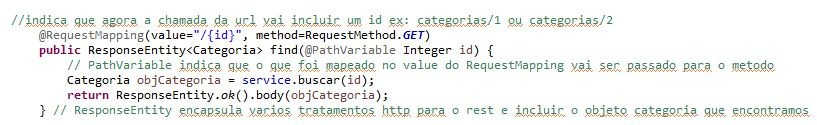 //indica que agora a chamada da url vai incluir um id ex: categorias/1 ou categorias/2
@RequestMapping(value="/{id}", method=RequestMethod.GET)
public ResponseEntity<Categoria> find(@PathVariable Integer id) {
// PathVariable indica que o que foi mapeado no value do RequestMapping vai ser passado para o metodo
Categoria objCategoria = service.buscar(id);
return ResponseEntity.ok().body(objCategoria);
} // ResponseEntity encapsula varios tratamentos http para o rest e incluir o objeto categoria que encontramos